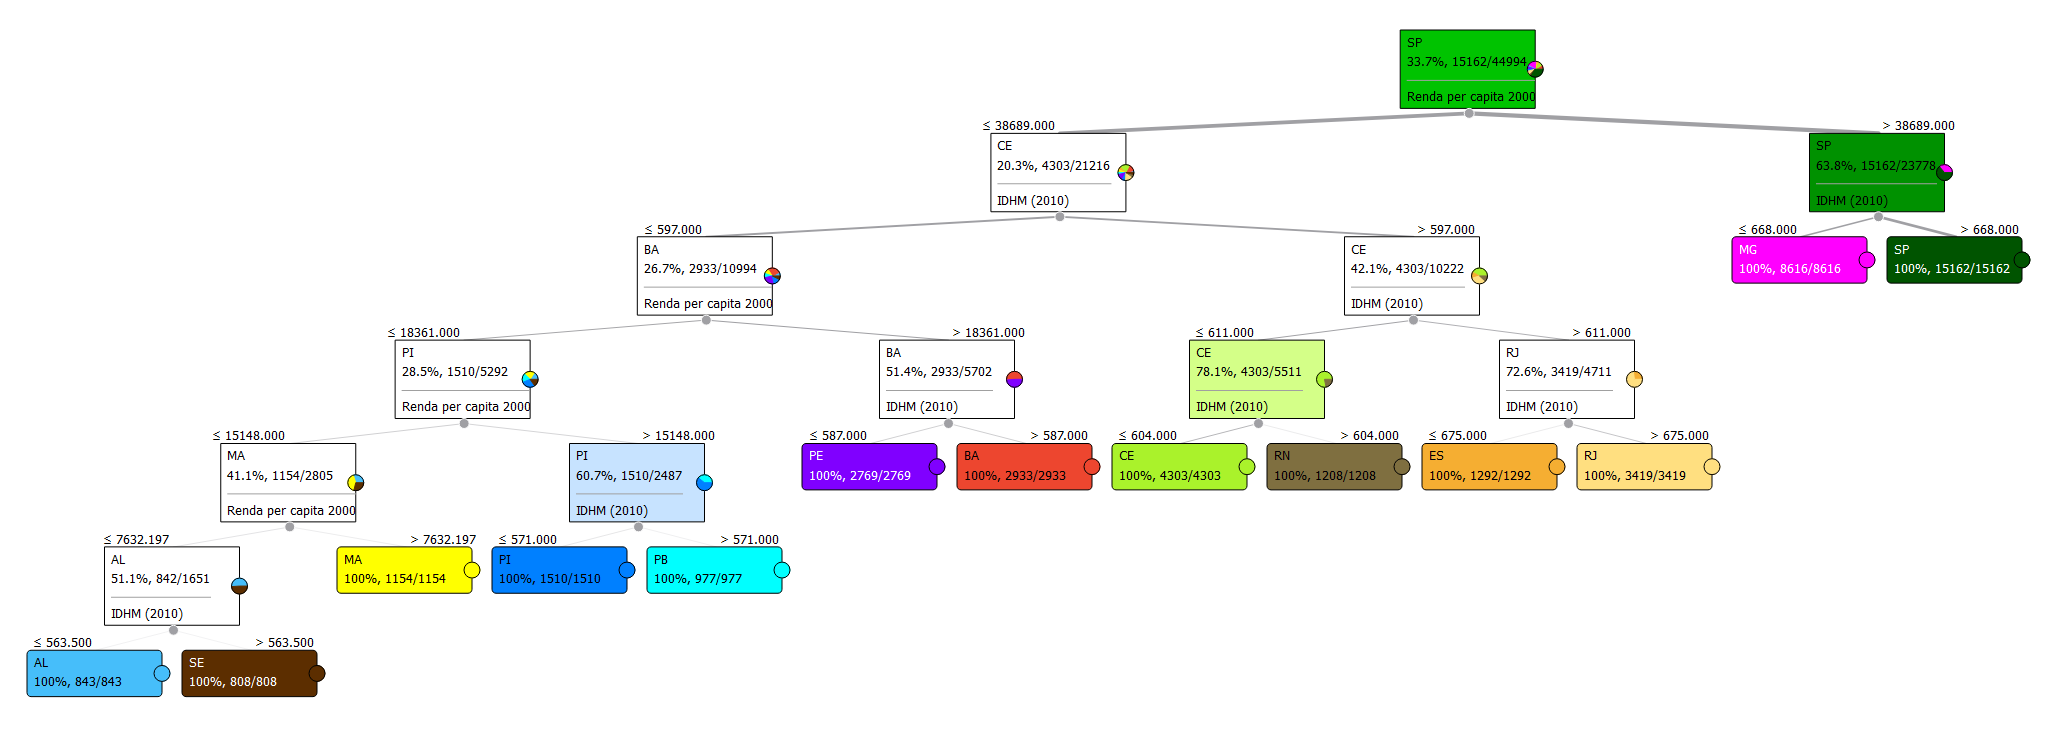 SP
33.7%, 15162/44994
Renda per capita 2000
≤ 38689.000
> 38689.000
CE
20.3%, 4303/21216
IDHM (2010)
SP
63.8%, 15162/23778
IDHM (2010)
≤ 597.000
> 597.000
≤ 668.000
> 668.000
BA
26.7%, 2933/10994
Renda per capita 2000
CE
42.1%, 4303/10222
IDHM (2010)
MG
100%, 8616/8616
SP
100%, 15162/15162
≤ 18361.000
> 18361.000
≤ 611.000
> 611.000
PI
28.5%, 1510/5292
Renda per capita 2000
BA
51.4%, 2933/5702
IDHM (2010)
CE
78.1%, 4303/5511
IDHM (2010)
RJ
72.6%, 3419/4711
IDHM (2010)
≤ 15148.000
> 15148.000
≤ 587.000
> 587.000
≤ 604.000
> 604.000
≤ 675.000
> 675.000
MA
41.1%, 1154/2805
Renda per capita 2000
PI
60.7%, 1510/2487
IDHM (2010)
PE
100%, 2769/2769
BA
100%, 2933/2933
CE
100%, 4303/4303
RN
100%, 1208/1208
ES
100%, 1292/1292
RJ
100%, 3419/3419
≤ 7632.197
> 7632.197
≤ 571.000
> 571.000
AL
51.1%, 842/1651
IDHM (2010)
MA
100%, 1154/1154
PI
100%, 1510/1510
PB
100%, 977/977
≤ 563.500
> 563.500
AL
100%, 843/843
SE
100%, 808/808